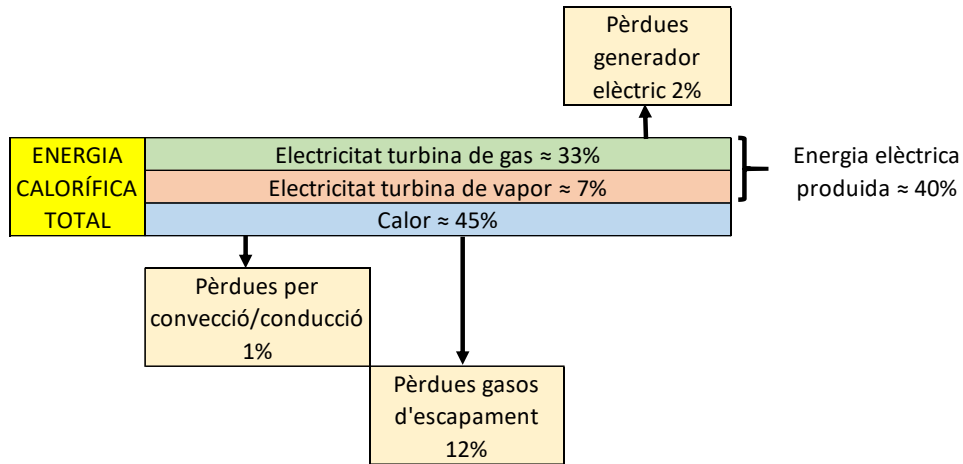 Pèrdues
generador
elèctric 2%
ENERGIA
CALORÍFICA
TOTAL
Electricitat turbina de gas ≈ 33%
Electricitat turbina de vapor ≈ 7%
Calor ≈ 45%
Energia elèctrica
produida ≈ 40%
Pèrdues per
convecció/conducció
1%
Pèrdues gasos
d'escapament
12%